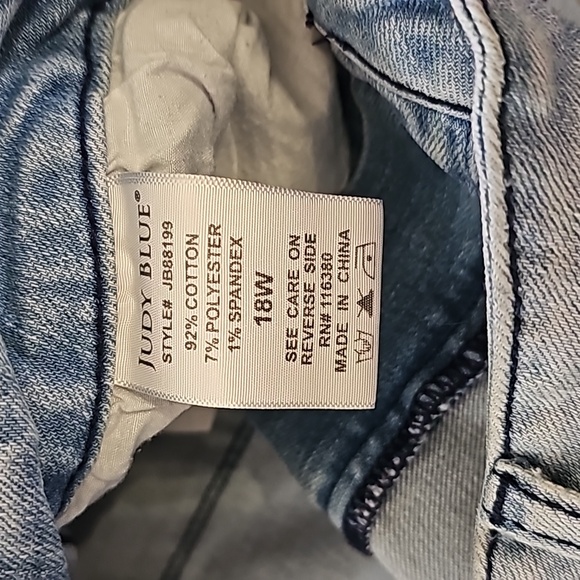 JUDY BLUE®
STYLE# JB88199
92% COTTON
7% POLYESTER
1% SPANDEX
18W
SEE CARE ON
REVERSE SIDE
RN# 116380
MADE IN CHINA